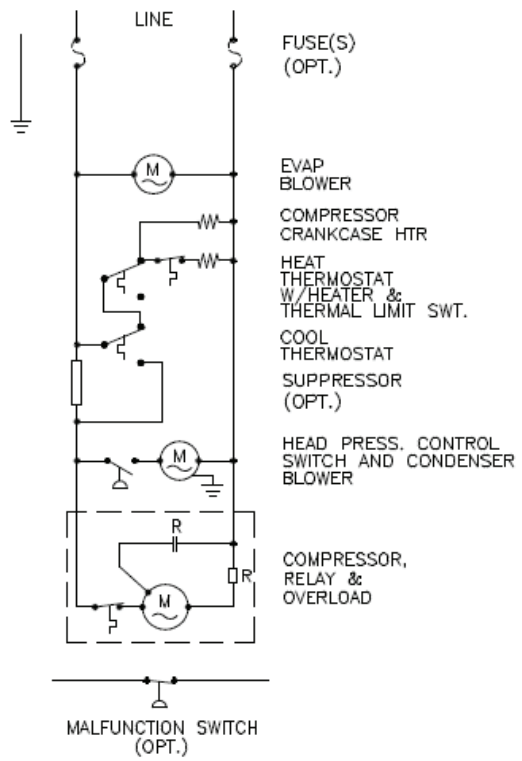 LINE
FUSE(S)
(OPT.)
M
EVAP
BLOWER
COMPRESSOR
CRANKCASE HTR
HEAT
THERMOSTAT
W/HEATER &
THERMAL LIMIT SWT.
COOL
THERMOSTAT
SUPPRESSOR
(OPT.)
M
HEAD PRESS. CONTROL
SWITCH AND CONDENSER
BLOWER
R
R
M
COMPRESSOR,
RELAY &
OVERLOAD
MALFUNCTION SWITCH
(OPT.)